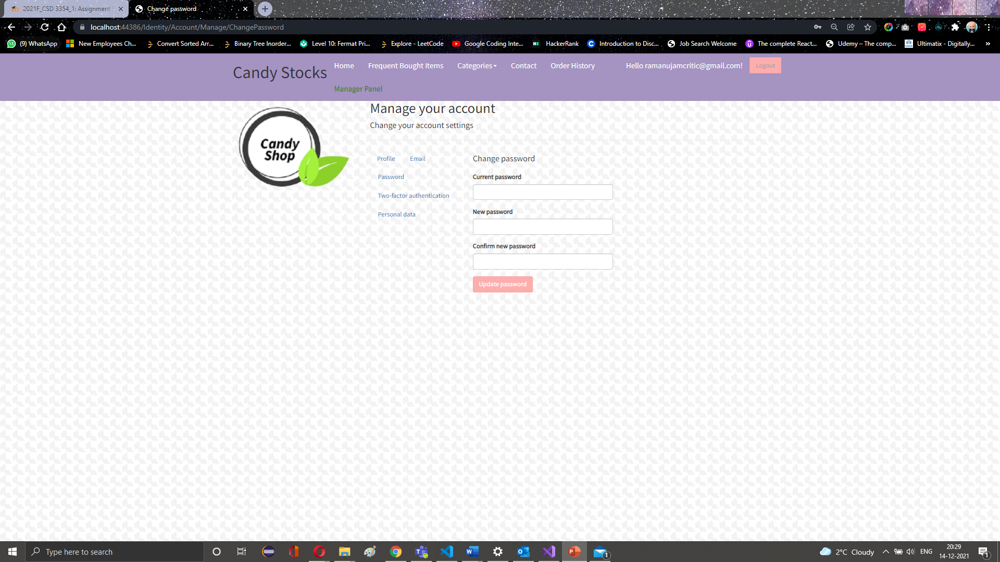 2021F_CSD 3354_1: Assignment
Change password
localhost:44386/Identity/Account/Manage/ChangePassword
(9) WhatsApp
New Employees Ch...
Convert Sorted Arr...
Binary Tree Inorder...
Level 10: Fermat Pri...
Explore - LeetCode
Google Coding Inte...
HackerRank
Introduction to Disc...
Job Search Welcome
The complete React...
Udemy – The comp...
Ultimatix - Digitally...
Candy Stocks
Home
Frequent Bought Items
Categories
Contact
Order History
Hello ramanujamcritic@gmail.com!
Logout
Manager Panel
Candy
Shop
Manage your account
Change your account settings
Profile
Email
Password
Two-factor authentication
Personal data
Change password
Current password
New password
Confirm new password
Update password
Type here to search
2°C Cloudy
ENG
20:29
14-12-2021